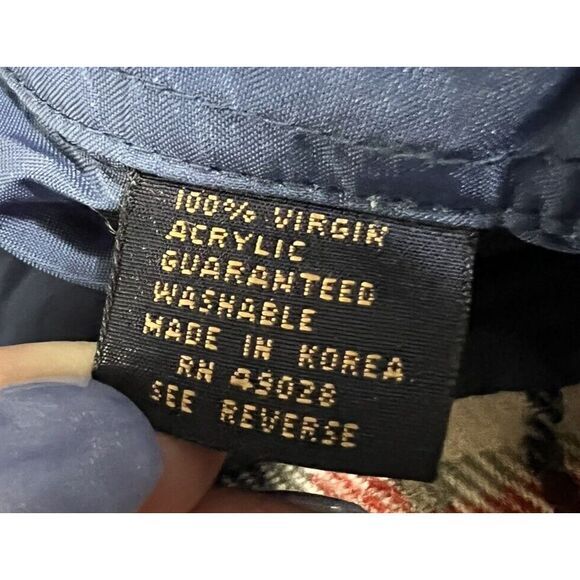 100% VIRGIN
ACRYLIC
GUARANTEED
WASHABLE
MADE IN KOREA
RN 49028
SEE REVERSE